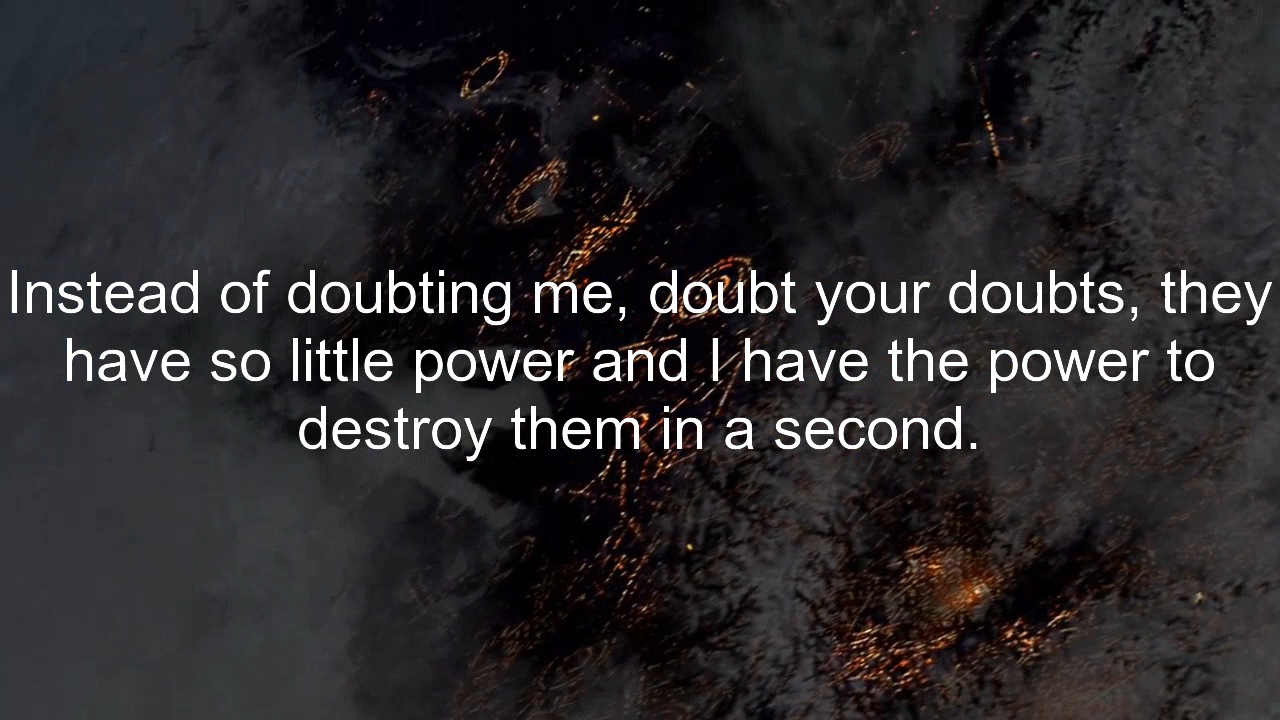 Instead of doubting me, doubt your doubts, they
have so little power and I have the power to
destroy them in a second.